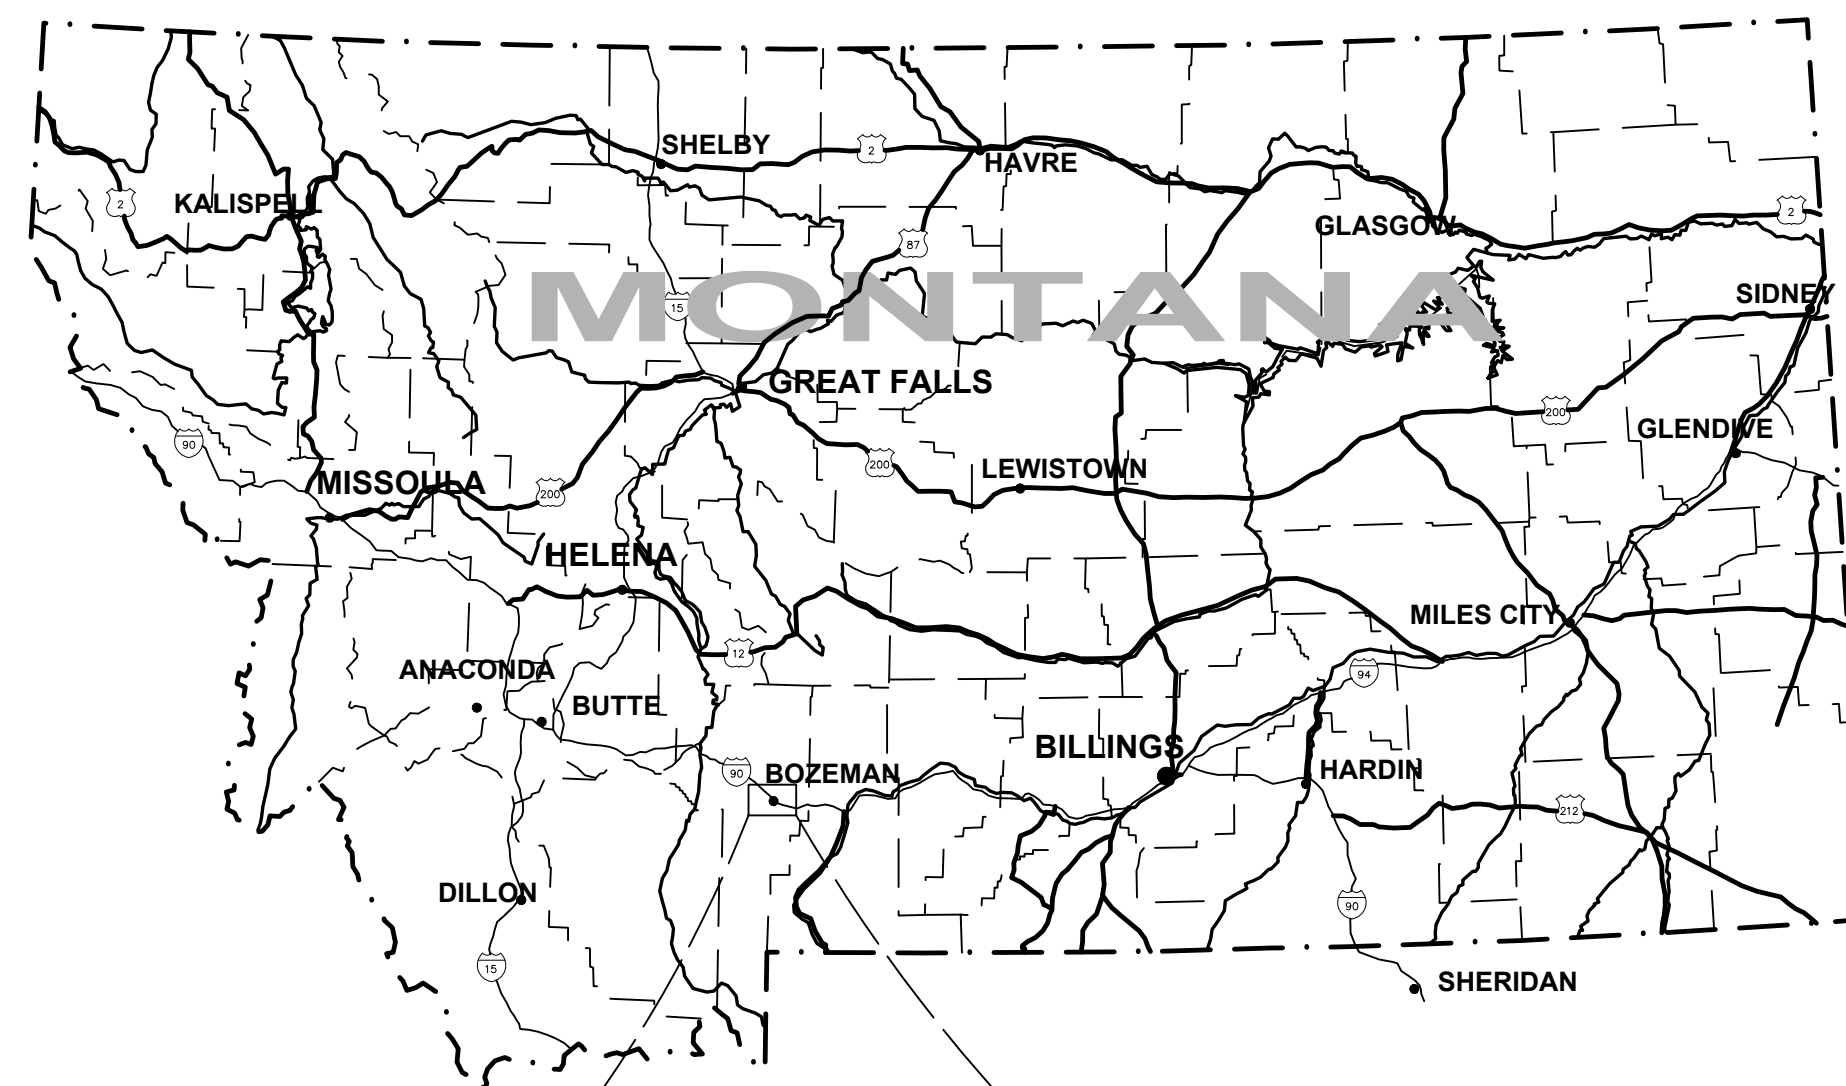 SHELBY
2
HAVRE
2
KALISPELL
2
GLASGOW
87
MONTANA
15
SIDNEY
GREAT FALLS
200
GLENDIVE
90
200
LEWISTOWN
MISSOULA
200
HELENA
MILES CITY
12
ANACONDA
94
BUTTE
BILLINGS
90
BOZEMAN
HARDIN
212
DILLON
90
15
SHERIDAN